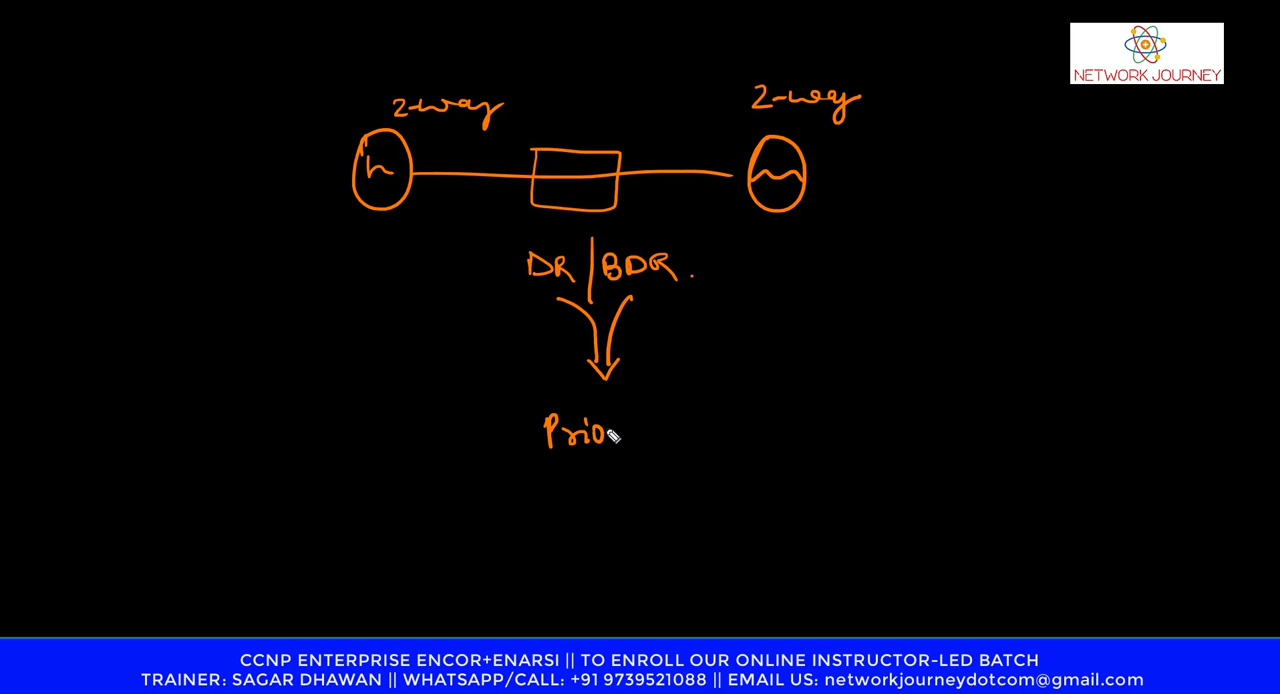 NETWORK JOURNEY
2-way
2-way
DR | BDR.
Prio
CCNP ENTERPRISE ENCOR+ENARSI || TO ENROLL OUR ONLINE INSTRUCTOR-LED BATCH
TRAINER: SAGAR DHAWAN || WHATSAPP/CALL: +91 9739521088 || EMAIL US: networkjourneydotcom@gmail.com